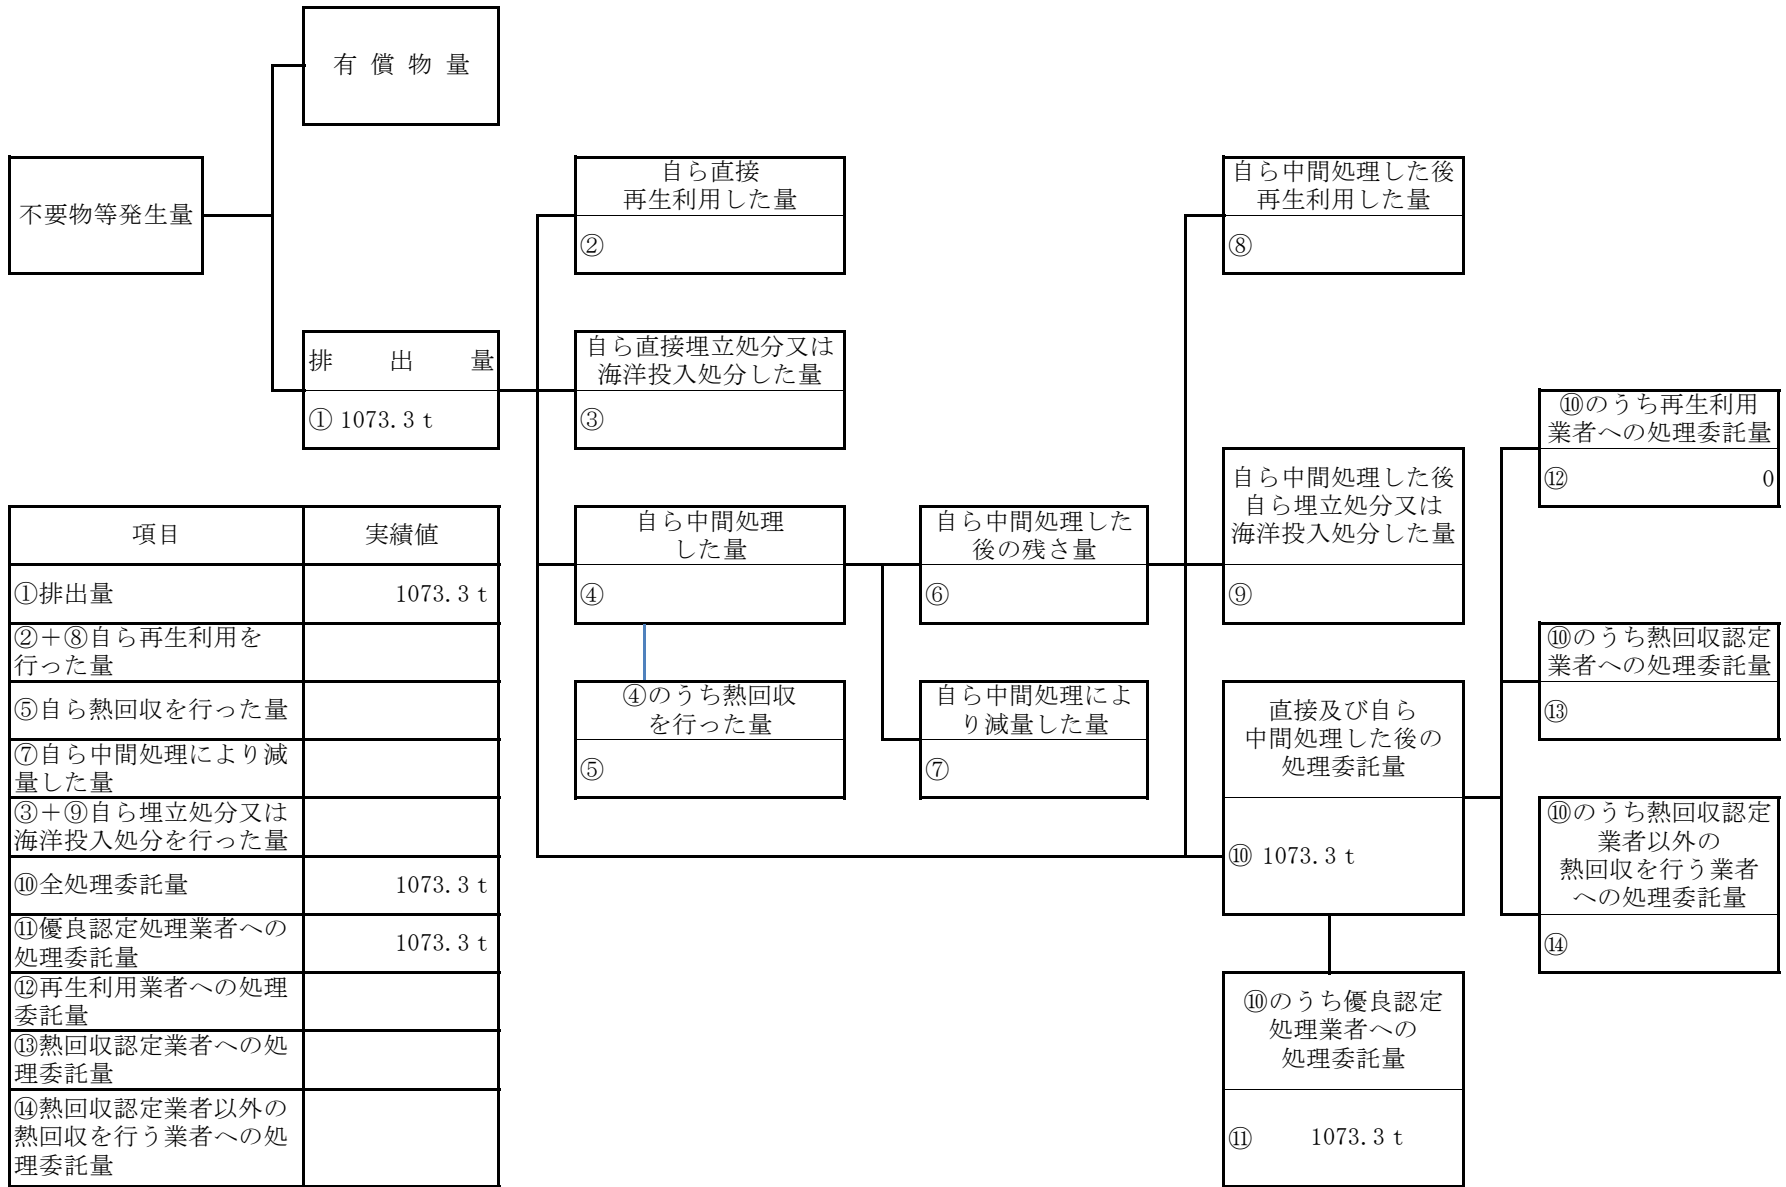 有 償 物 量
不要物等発生量
排 出 量
① 1073.3 t
自ら直接
再生利用した量
②
自ら直接埋立処分又は
海洋投入処分した量
③
自ら中間処理
した量
④
④のうち熱回収
を行った量
⑤
自ら中間処理した
後の残さ量
⑥
自ら中間処理によ
り減量した量
⑦
自ら中間処理した後
再生利用した量
⑧
自ら中間処理した後
自ら埋立処分又は
海洋投入処分した量
⑨
直接及び自ら
中間処理した後の
処理委託量
⑩ 1073.3 t
⑩のうち優良認定
処理業者への
処理委託量
⑪ 1073.3 t
⑩のうち再生利用
業者への処理委託量
⑫ 0
⑩のうち熱回収認定
業者への処理委託量
⑬
⑩のうち熱回収認定
業者以外の
熱回収を行う業者
への処理委託量
⑭
項目 実績値
①排出量 1073.3 t
②＋⑧自ら再生利用を
行った量
⑤自ら熱回収を行った量
⑦自ら中間処理により減
量した量
③＋⑨自ら埋立処分又は
海洋投入処分を行った量
⑩全処理委託量 1073.3 t
⑪優良認定処理業者への
処理委託量 1073.3 t
⑫再生利用業者への処理
委託量
⑬熱回収認定業者への処
理委託量
⑭熱回収認定業者以外の
熱回収を行う業者への処
理委託量